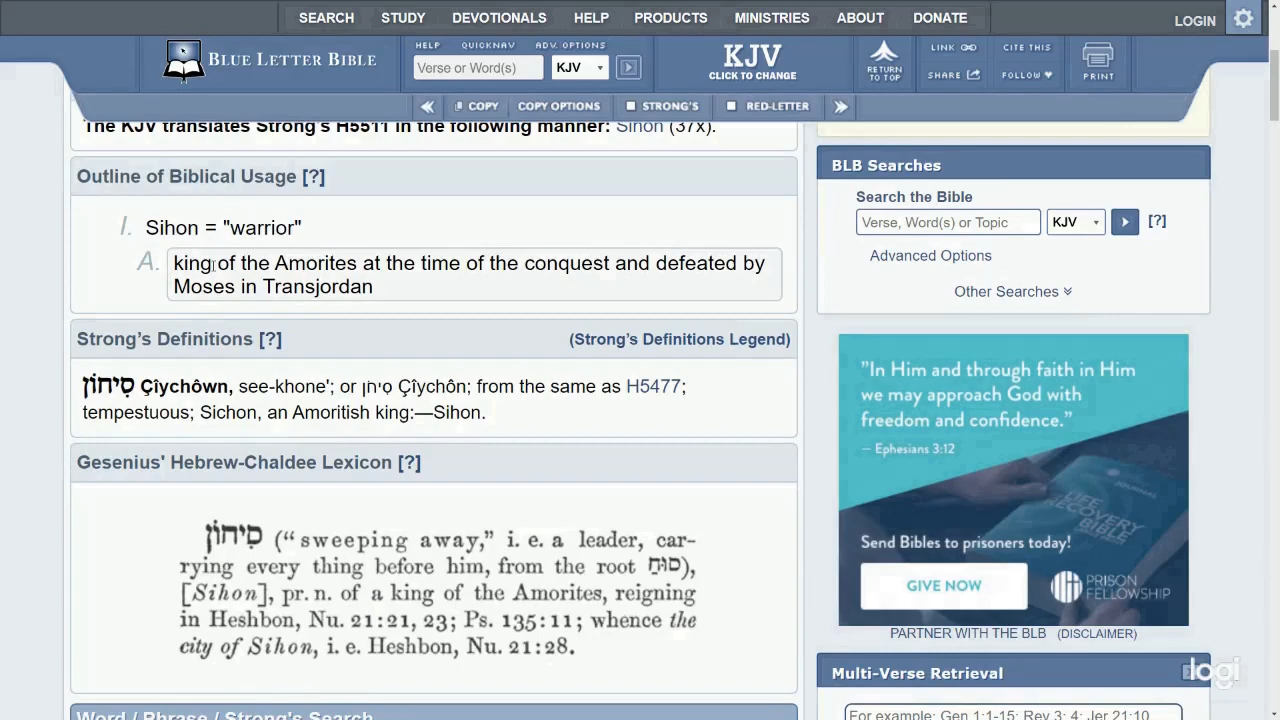 SEARCH STUDY DEVOTIONALS HELP PRODUCTS MINISTRIES ABOUT DONATE LOGIN
BLUE LETTER BIBLE
HELP QUICKNAV ADV. OPTIONS
Verse or Word(s) KJV
KJV
CLICK TO CHANGE
RETURN
TO TOP
LINK CITE THIS
SHARE FOLLOW
PRINT
COPY COPY OPTIONS STRONG'S RED-LETTER
The KJV translates Strong's H5511 in the following manner: Sihon (37x).
Outline of Biblical Usage [?]
I. Sihon = "warrior"
A. king of the Amorites at the time of the conquest and defeated by
Moses in Transjordan
Strong's Definitions [?] (Strong's Definitions Legend)
סִיחוֹן Çîychôwn, see-khone'; or סִיחֹן Çîychôn; from the same as H5477;
tempestuous; Sichon, an Amoritish king:—Sihon.
Gesenius' Hebrew-Chaldee Lexicon [?]
סִיחוֹן ("sweeping away," i. e. a leader, car-
rying every thing before him, from the root סוּחַ),
[Sihon], pr. n. of a king of the Amorites, reigning
in Heshbon, Nu. 21:21, 23; Ps. 135:11; whence the
city of Sihon, i. e. Heshbon, Nu. 21:28.
Word / Phrase / Strong's Search
BLB Searches
Search the Bible
Verse, Word(s) or Topic KJV [?]
Advanced Options
Other Searches
"In Him and through faith in Him
we may approach God with
freedom and confidence."
– Ephesians 3:12
JOURNAL
LIFE
RECOVERY
BIBLE
Send Bibles to prisoners today!
GIVE NOW
PRISON
FELLOWSHIP
PARTNER WITH THE BLB (DISCLAIMER)
Multi-Verse Retrieval
logi
For example: Gen 1:1-15; Rev 3; 4; Jer 21:10